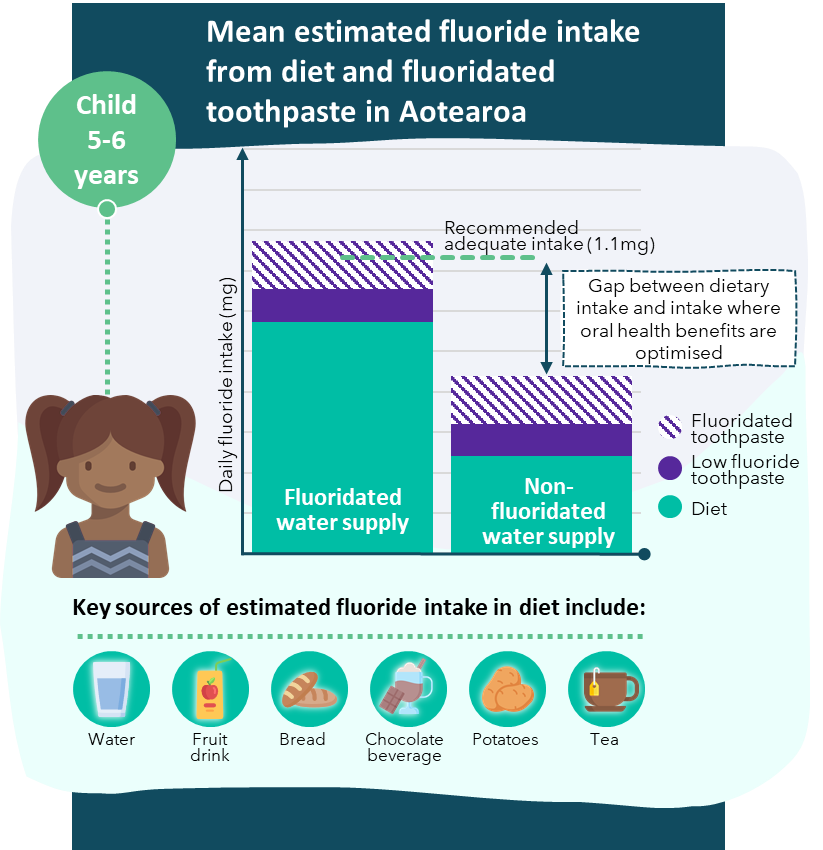 Mean estimated fluoride intake
from diet and fluoridated
toothpaste in Aotearoa
Child
5-6
years
Daily fluoride intake (mg)
Recommended
adequate intake (1.1mg)
Gap between dietary
intake and intake where
oral health benefits are
optimised
Fluoridated
water supply
Non-
fluoridated
water supply
Fluoridated
toothpaste
Low fluoride
toothpaste
Diet
Key sources of estimated fluoride intake in diet include:
Water
Fruit
drink
Bread
Chocolate
beverage
Potatoes
Tea